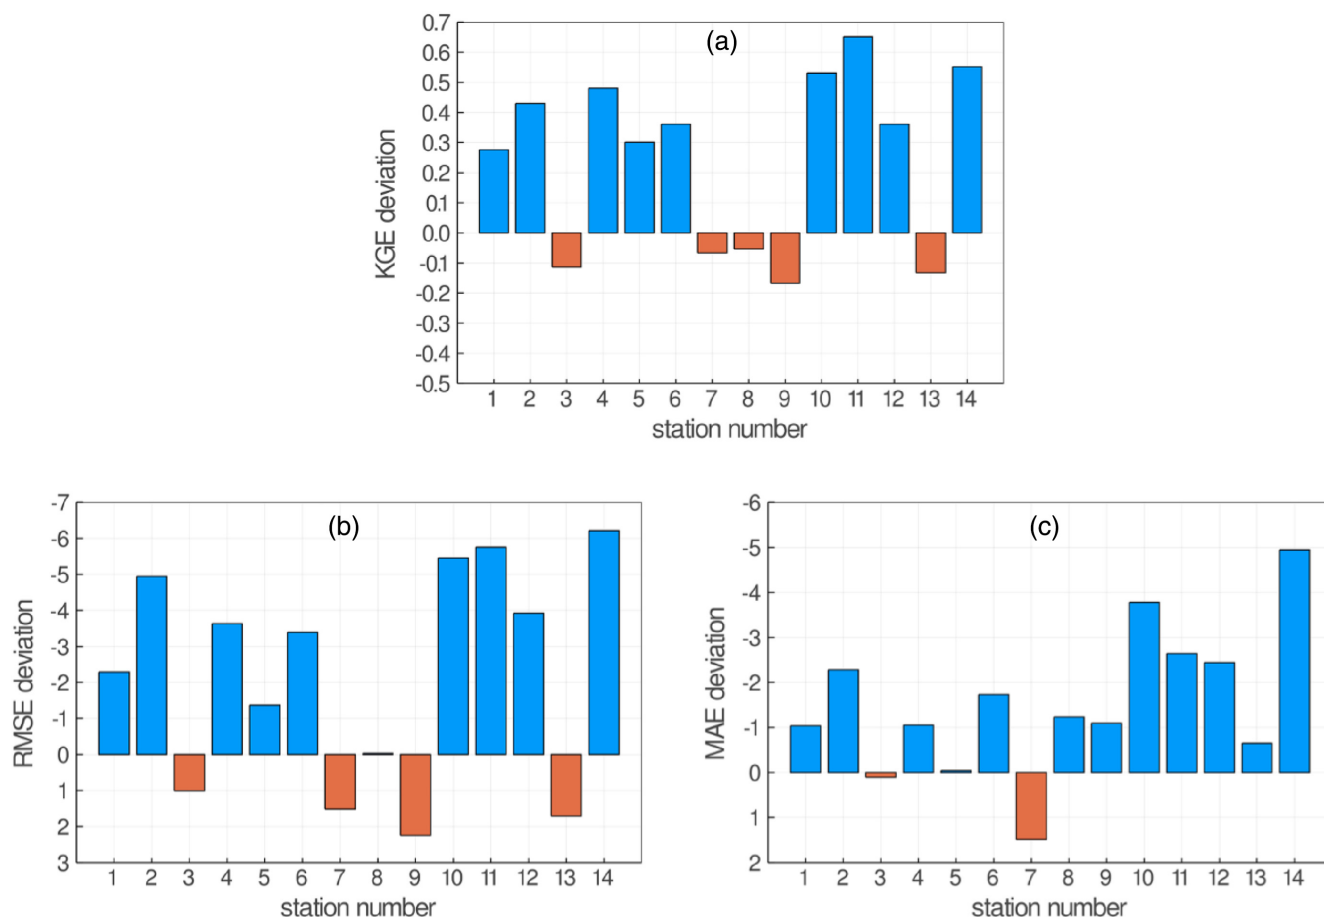 (a)
KGE deviation
0.7
0.6
0.5
0.4
0.3
0.2
0.1
0.0
-0.1
-0.2
-0.3
-0.4
-0.5
1 2 3 4 5 6 7 8 9 10 11 12 13 14
station number
(b)
RMSE deviation
-7
-6
-5
-4
-3
-2
-1
0
1
2
3
1 2 3 4 5 6 7 8 9 10 11 12 13 14
station number
(c)
MAE deviation
-6
-5
-4
-3
-2
-1
0
1
2
1 2 3 4 5 6 7 8 9 10 11 12 13 14
station number